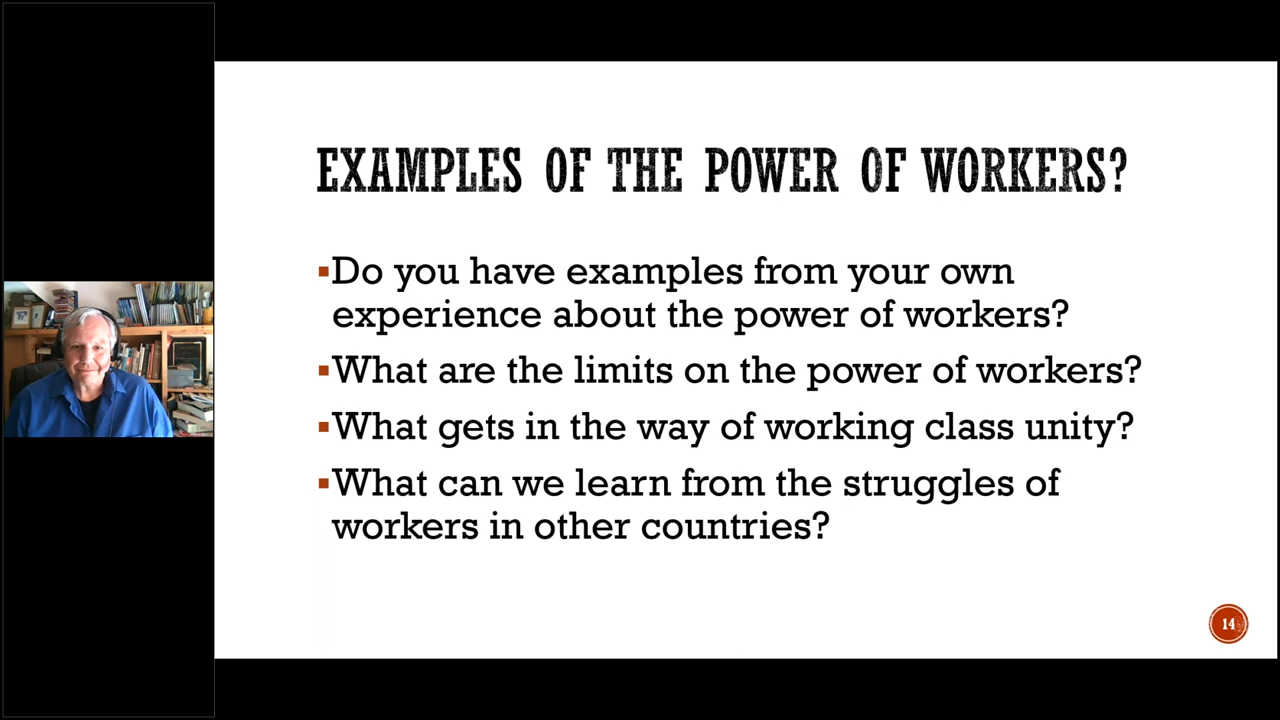 EXAMPLES OF THE POWER OF WORKERS?
▪Do you have examples from your own
experience about the power of workers?
▪What are the limits on the power of workers?
▪What gets in the way of working class unity?
▪What can we learn from the struggles of
workers in other countries?
14